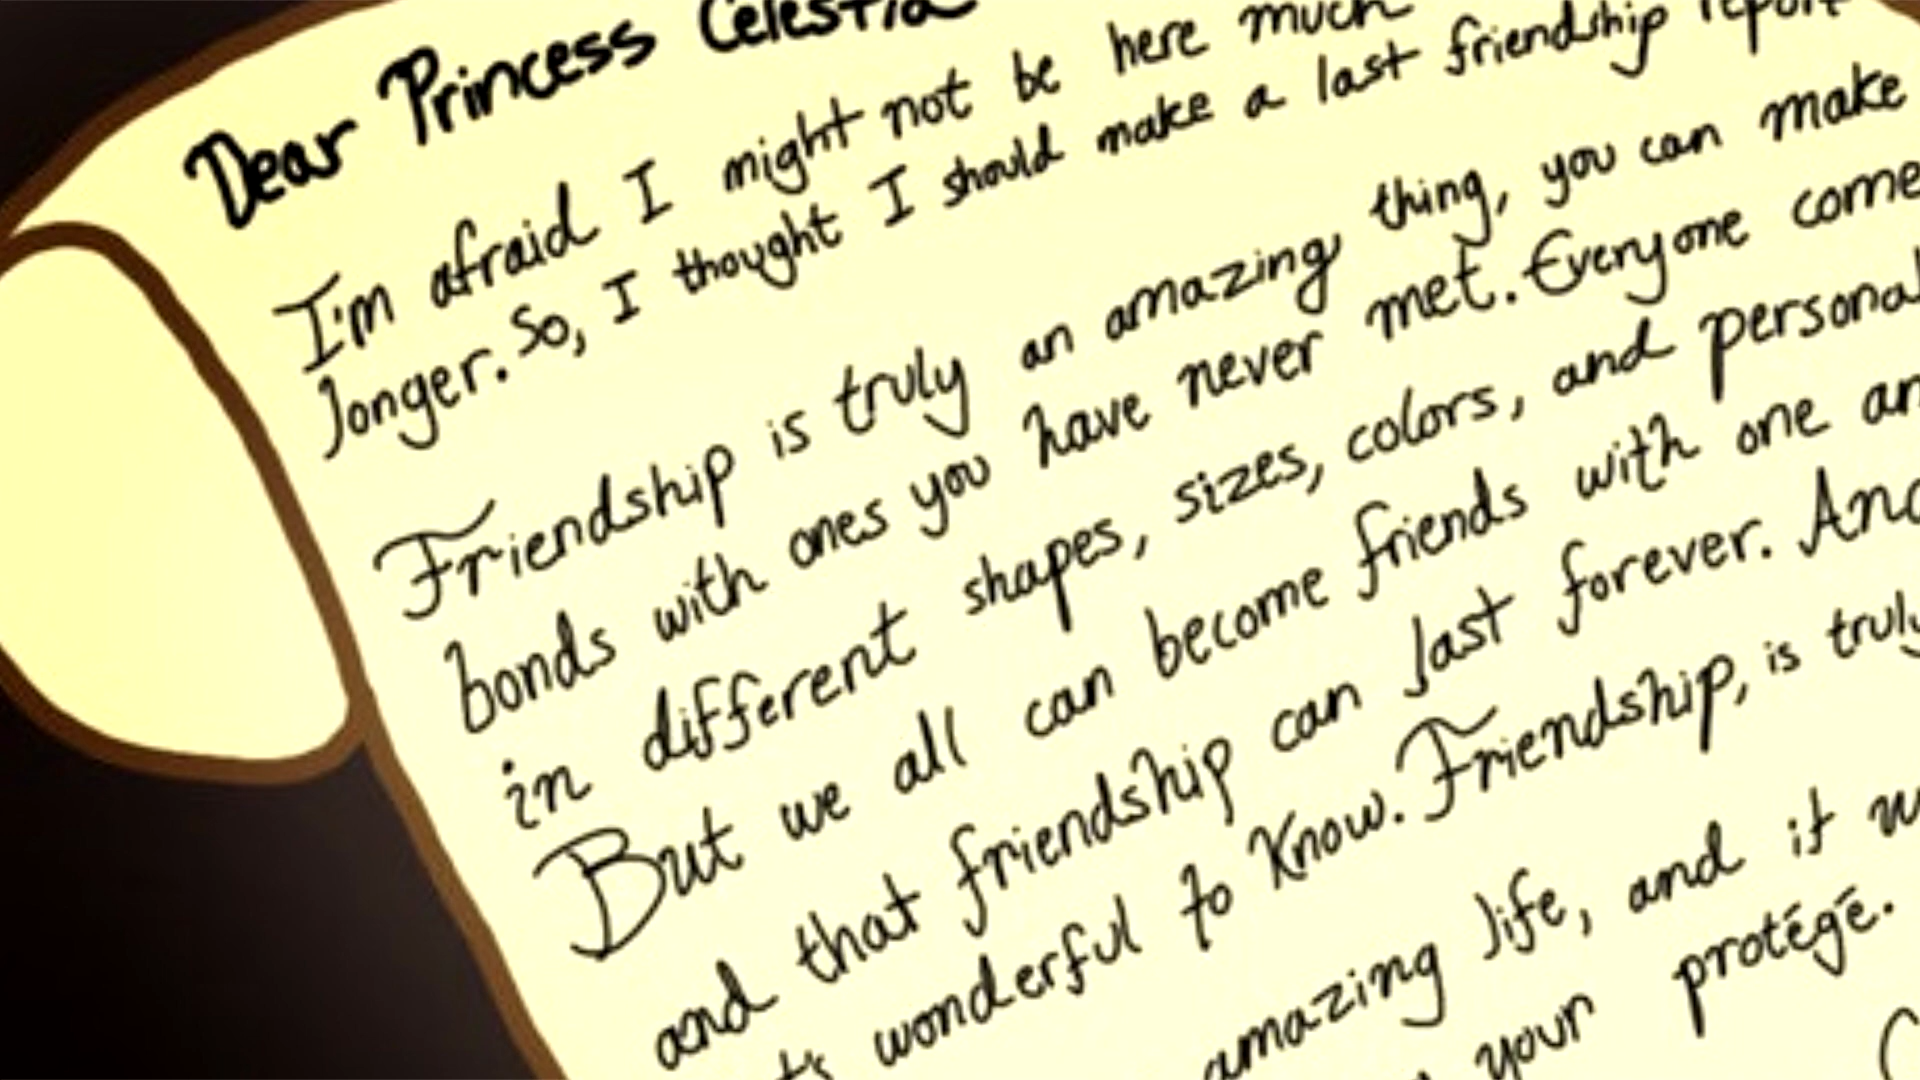 Dear Princess Celestia
I'm afraid I might not be here much
longer. So, I thought I should make a last friendship report
Friendship is truly an amazing thing, you can make
bonds with ones you have never met. Everyone come
in different shapes, sizes, colors, and personal
But we all can become friends with one an
and that friendship can last forever. And
wonderful to know. Friendship, is truly
amazing life, and it
your protégé.